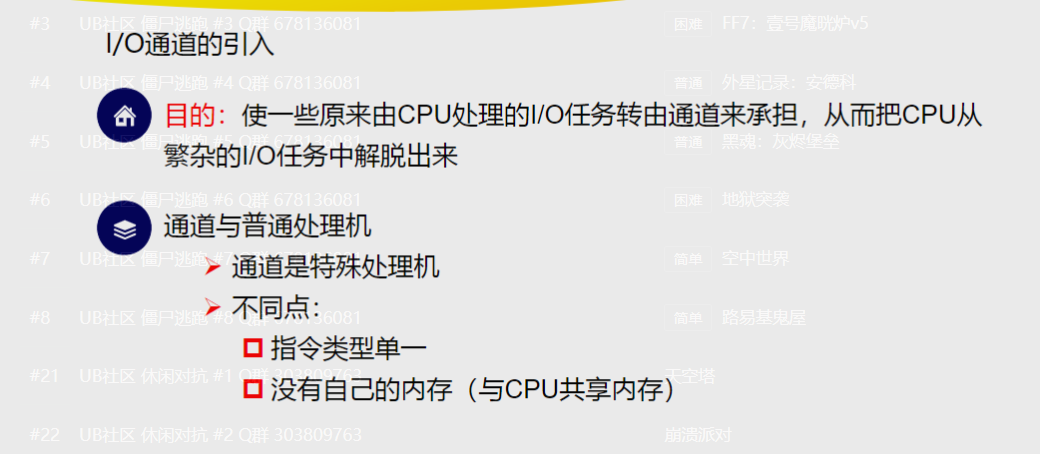 #3 UB社区 僵尸逃跑 #3 Q群 678136081 困难 FF7：壹号魔晄炉v5
I/O通道的引入
#4 UB社区 僵尸逃跑 #4 Q群 678136081 普通 外星记录：安德科
目的：使一些原来由CPU处理的I/O任务转由通道来承担，从而把CPU从
#5 UB社区 僵尸逃跑 #5 Q群 678136081 普通 黑魂：灰烬堡垒
繁杂的I/O任务中解脱出来
#6 UB社区 僵尸逃跑 #6 Q群 678136081 困难 地狱突袭
通道与普通处理机
#7 UB社区 僵尸逃跑 简单 空中世界
通道是特殊处理机
不同点：
#8 UB社区 僵尸逃跑 #8 Q群 678136081 简单 路易基鬼屋
指令类型单一
#21 UB社区 休闲对抗 #1 Q群 303809763 天空塔
没有自己的内存（与CPU共享内存）
#22 UB社区 休闲对抗 #2 Q群 303809763 崩溃派对